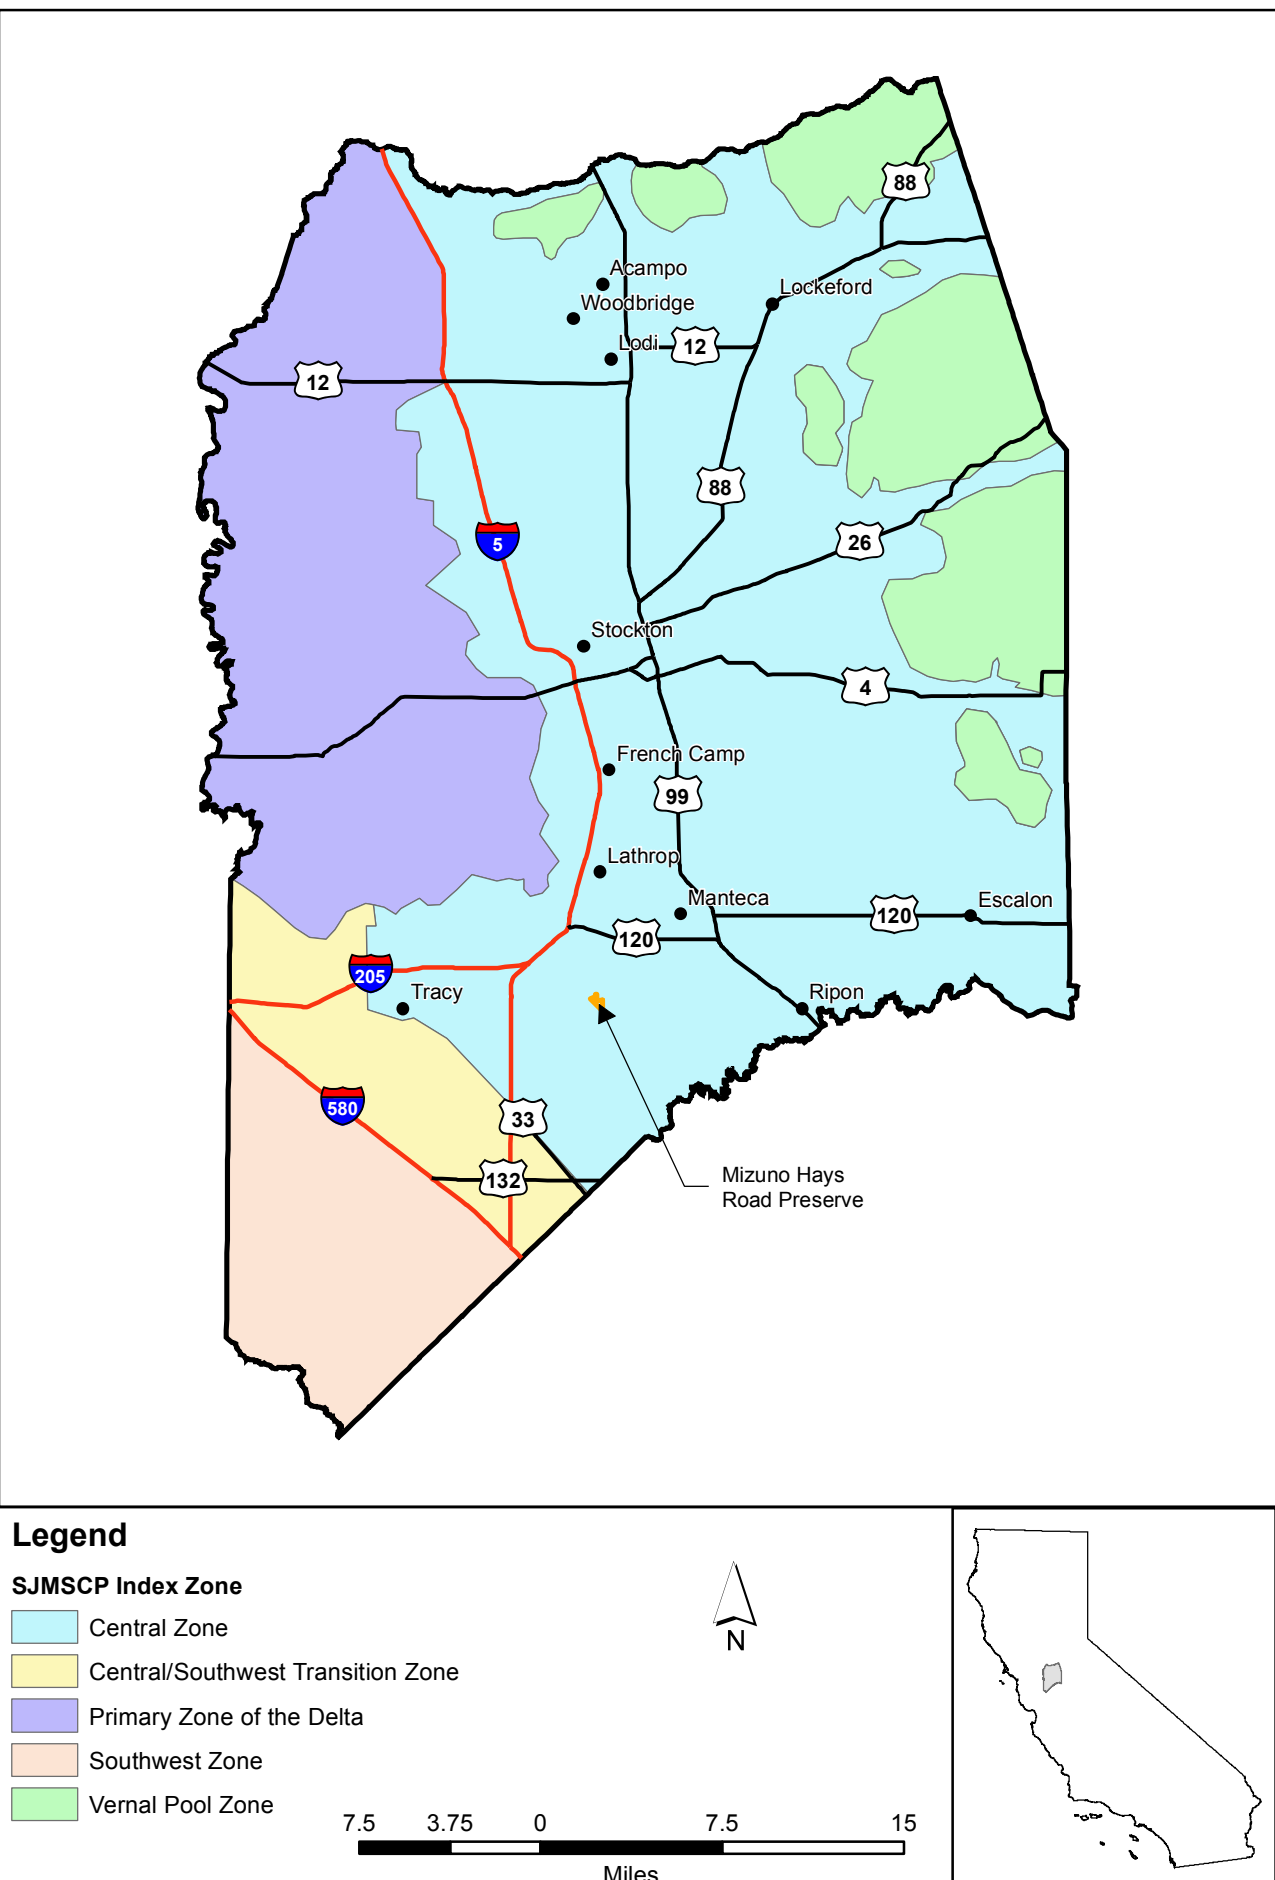 88
Acampo
Lockeford
Woodbridge
Lodi
12
12
88
5
26
Stockton
4
French Camp
99
Lathrop
Manteca
Escalon
120
120
205
Tracy
Ripon
580
33
132
Mizuno Hays
Road Preserve
Legend
SJMSCP Index Zone
Central Zone
Central/Southwest Transition Zone
Primary Zone of the Delta
Southwest Zone
Vernal Pool Zone
N
7.5 3.75 0 7.5 15
Miles